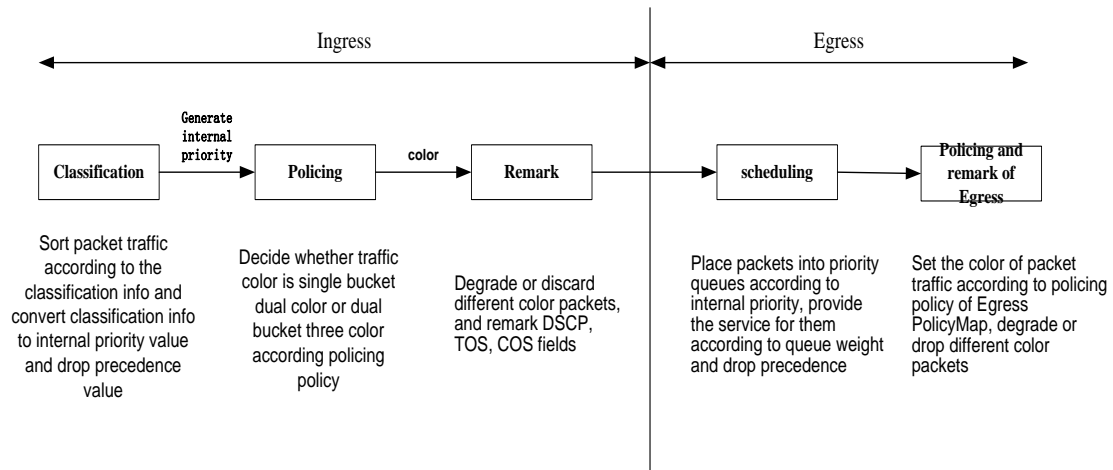 Ingress
Egress
Generate
internal
priority
color
Classification
Policing
Remark
scheduling
Policing and
remark of
Egress
Sort packet traffic
according to the
classification info and
convert classification info
to internal priority value
and drop precedence
value
Decide whether traffic
color is single bucket
dual color or dual
bucket three color
according policing
policy
Degrade or discard
different color packets,
and remark DSCP,
TOS, COS fields
Place packets into priority
queues according to
internal priority, provide
the service for them
according to queue weight
and drop precedence
Set the color of packet
traffic according to policing
policy of Egress
PolicyMap, degrade or
drop different color
packets